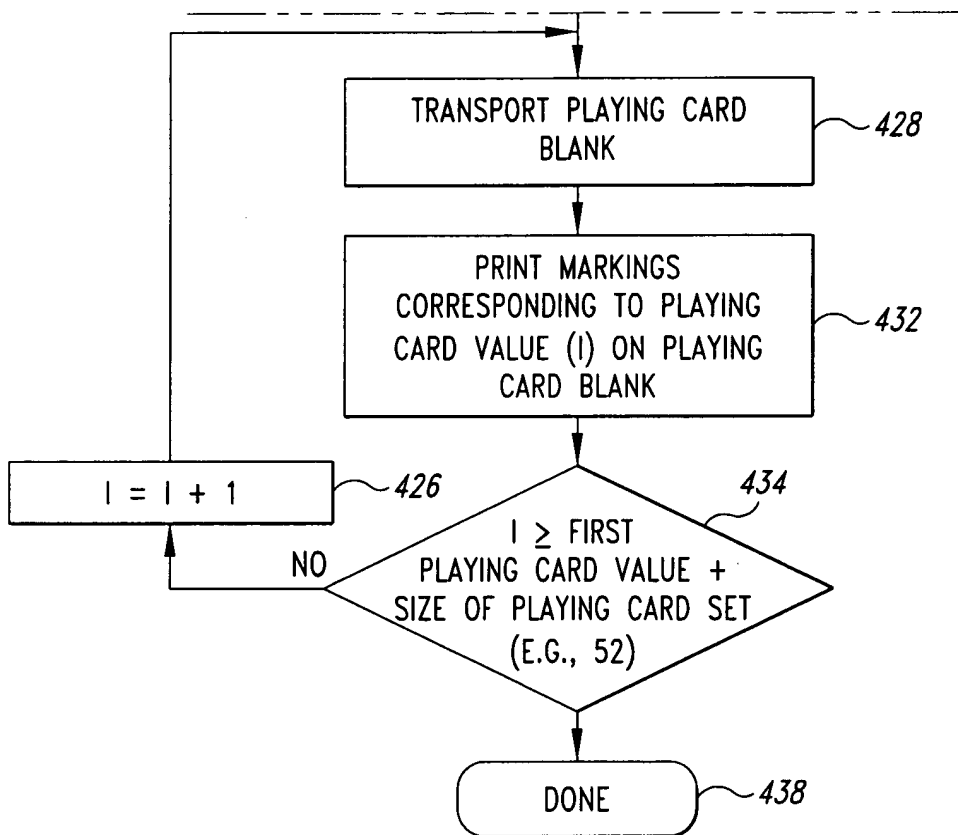 TRANSPORT PLAYING CARD
BLANK
428
PRINT MARKINGS
CORRESPONDING TO PLAYING
CARD VALUE (I) ON PLAYING
CARD BLANK
432
I = I + 1
426
434
NO
I ≥ FIRST
PLAYING CARD VALUE +
SIZE OF PLAYING CARD SET
(E.G., 52)
DONE
438